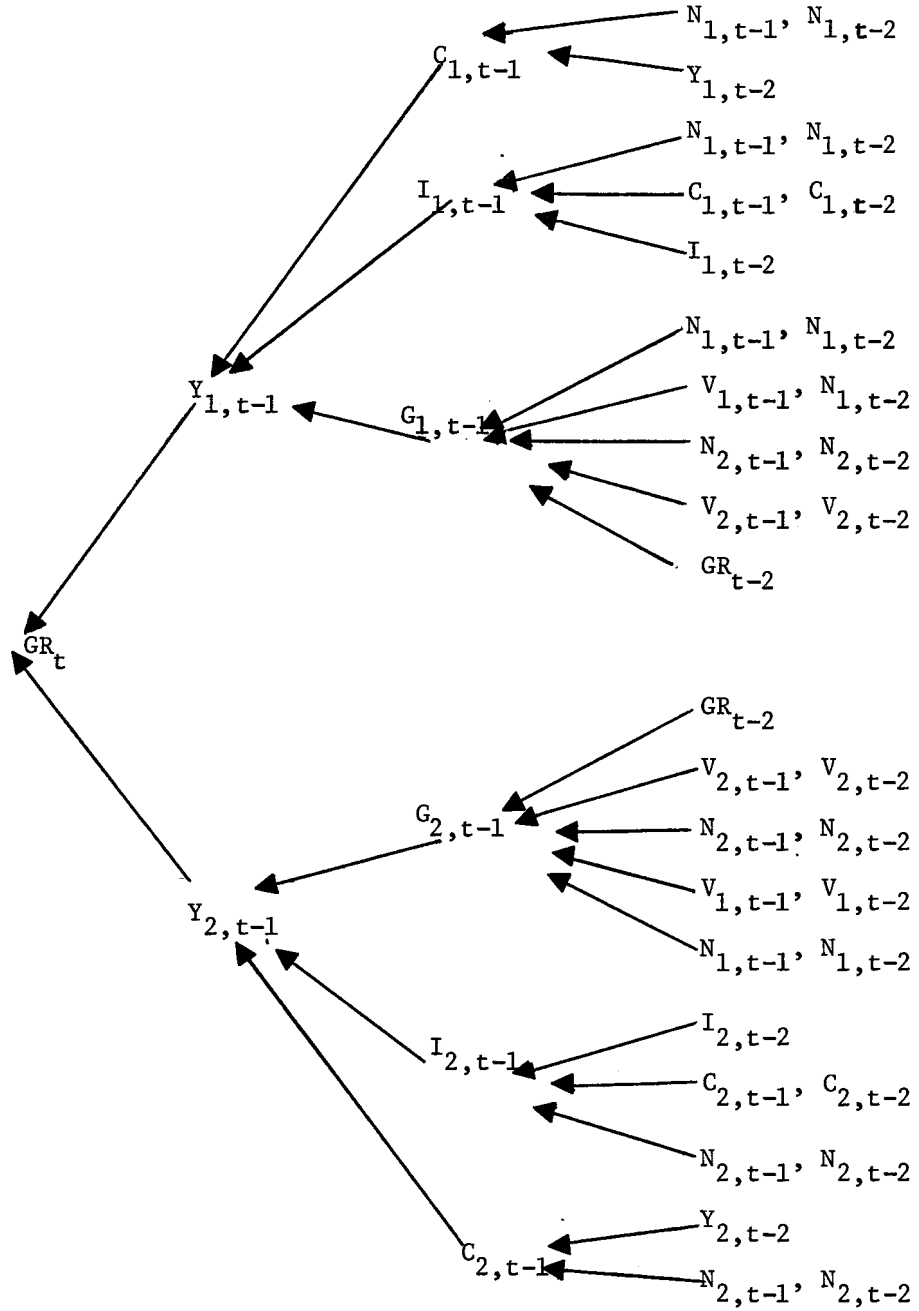 N1,t-1, N1,t-2
C1,t-1
Y1,t-2
N1,t-1, N1,t-2
I1,t-1
C1,t-1, C1,t-2
I1,t-2
N1,t-1, N1,t-2
Y1,t-1
V1,t-1, N1,t-2
G1,t-1
N2,t-1, N2,t-2
V2,t-1, V2,t-2
GRt-2
GRt
GRt-2
V2,t-1, V2,t-2
G2,t-1
N2,t-1, N2,t-2
V1,t-1, V1,t-2
Y2,t-1
N1,t-1, N1,t-2
I2,t-2
I2,t-1
C2,t-1, C2,t-2
N2,t-1, N2,t-2
Y2,t-2
C2,t-1
N2,t-1, N2,t-2